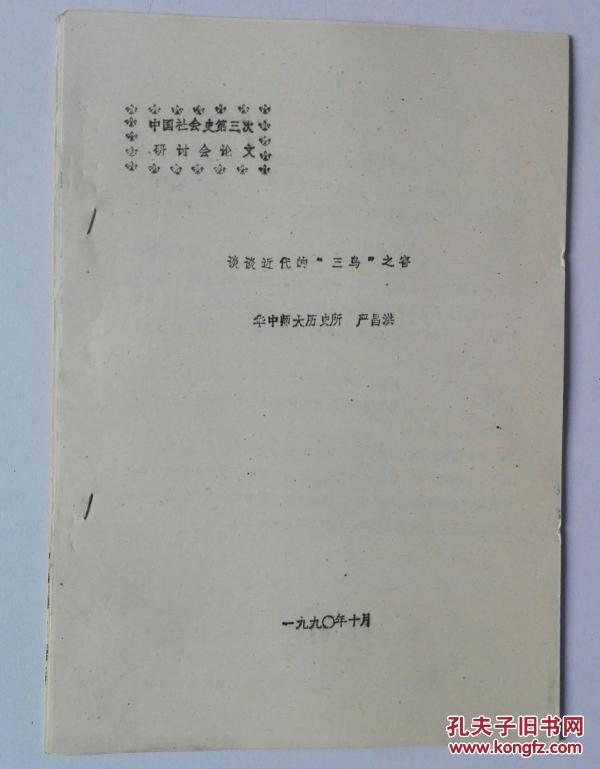 中国社会史第三次
研讨会论文
谈谈近代的“三鸟”之害
华中师大历史所 严昌洪
一九九〇年十月
孔夫子旧书网
www.kongfz.com